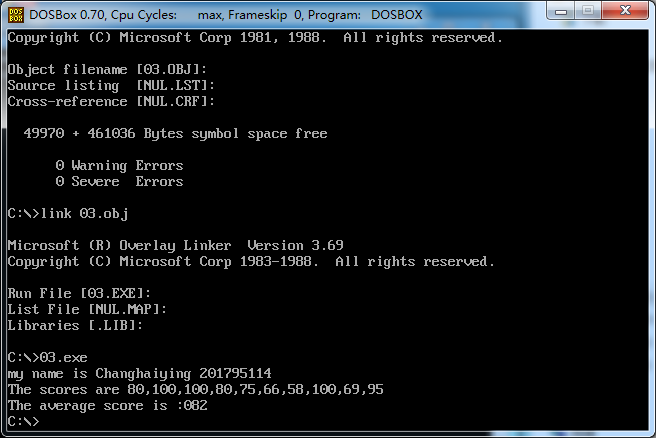 DOSBox 0.70, Cpu Cycles: max, Frameskip 0, Program: DOSBOX
Copyright (C) Microsoft Corp 1981, 1988. All rights reserved.
Object filename [03.OBJ]:
Source listing [NUL.LST]:
Cross-reference [NUL.CRF]:
49970 + 461036 Bytes symbol space free
0 Warning Errors
0 Severe Errors
C:\>link 03.obj
Microsoft (R) Overlay Linker Version 3.69
Copyright (C) Microsoft Corp 1983-1988. All rights reserved.
Run File [03.EXE]:
List File [NUL.MAP]:
Libraries [.LIB]:
C:\>03.exe
my name is Changhaiying 201795114
The scores are 80,100,100,80,75,66,58,100,69,95
The average score is :082
C:\>